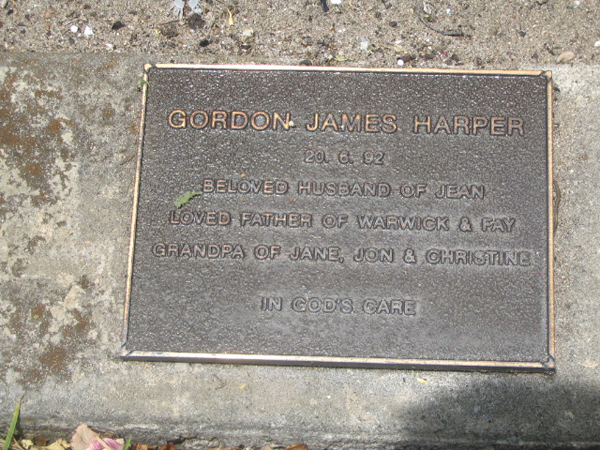 GORDON JAMES HARPER
20. 6. 92
BELOVED HUSBAND OF JEAN
LOVED FATHER OF WARWICK & FAY
GRANDPA OF JANE, JON & CHRISTINE
IN GOD'S CARE